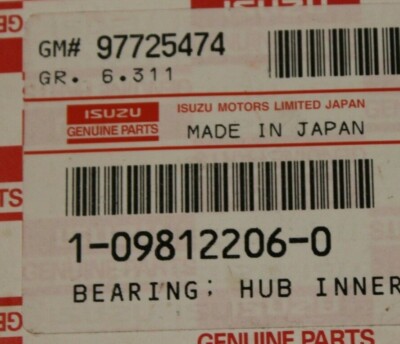 GM# 97725474
GR. 6.311
ISUZU
GENUINE PARTS
ISUZU MOTORS LIMITED JAPAN
MADE IN JAPAN
1-09812206-0
BEARING; HUB INNER
GENUINE PARTS